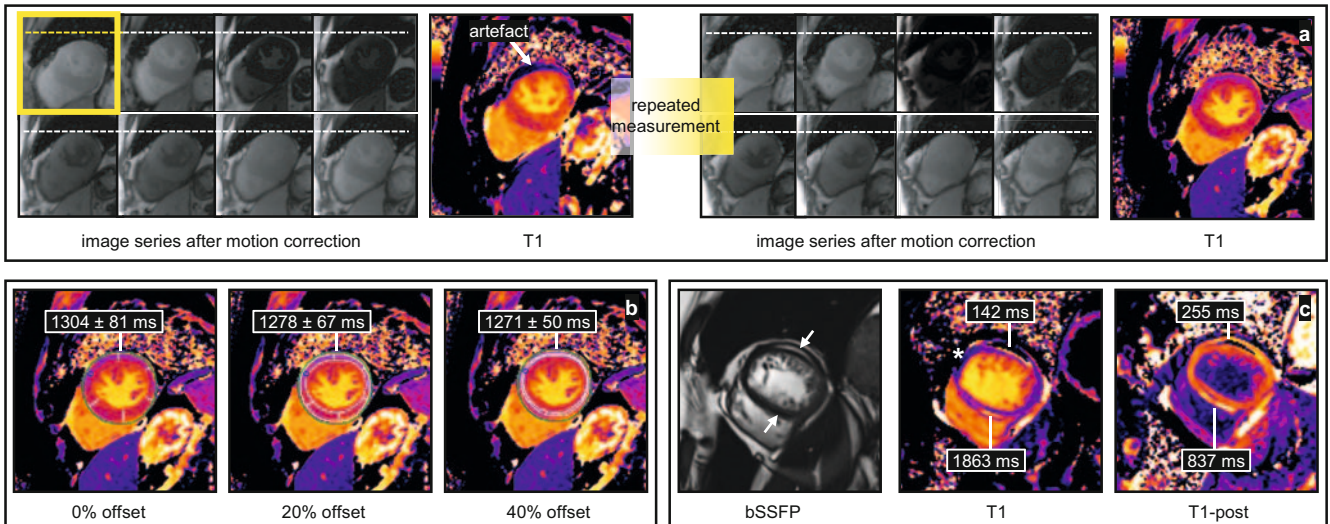 artefact
a
repeated
measurement
image series after motion correction
T1
image series after motion correction
T1
b
1304 ± 81 ms
1278 ± 67 ms
1271 ± 50 ms
0% offset
20% offset
40% offset
c
142 ms
255 ms
*
1863 ms
837 ms
bSSFP
T1
T1-post